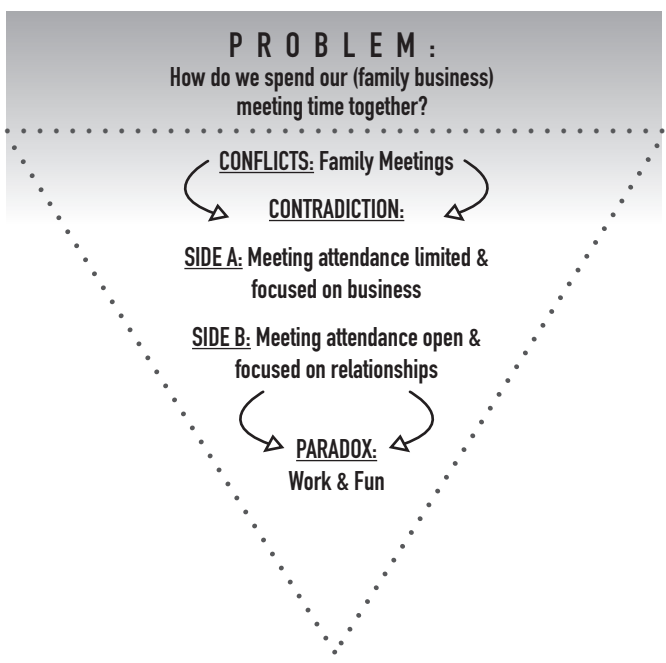 PROBLEM:
How do we spend our (family business)
meeting time together?
CONFLICTS: Family Meetings
CONTRADICTION:
SIDE A: Meeting attendance limited &
focused on business
SIDE B: Meeting attendance open &
focused on relationships
PARADOX:
Work & Fun